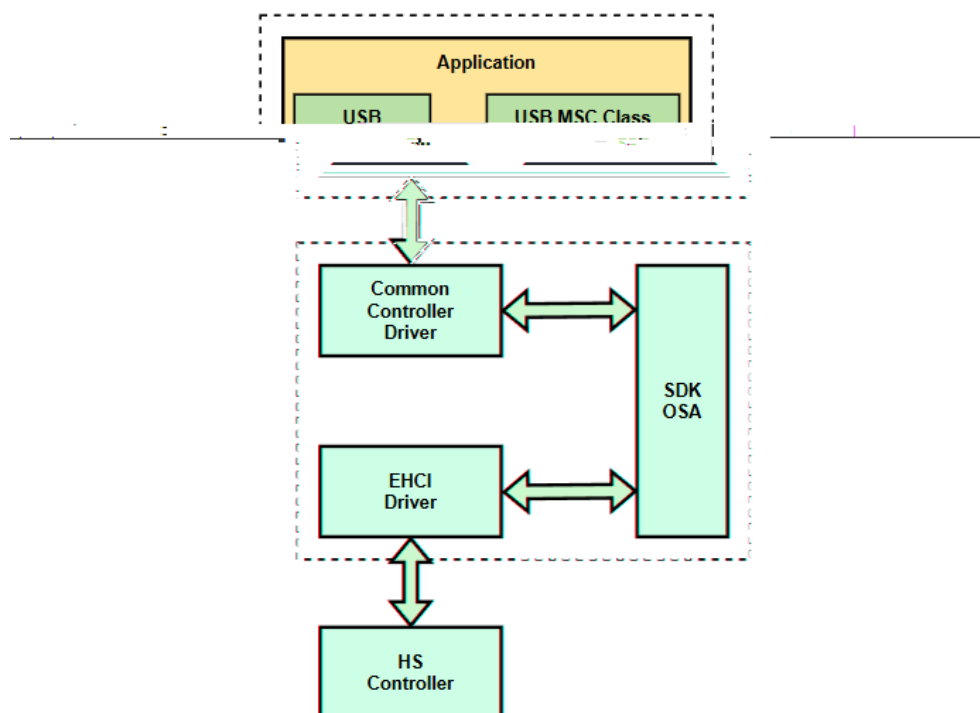 Application
USB
USB MSC Class
Common
Controller
Driver
SDK
OSA
EHCI
Driver
HS
Controller